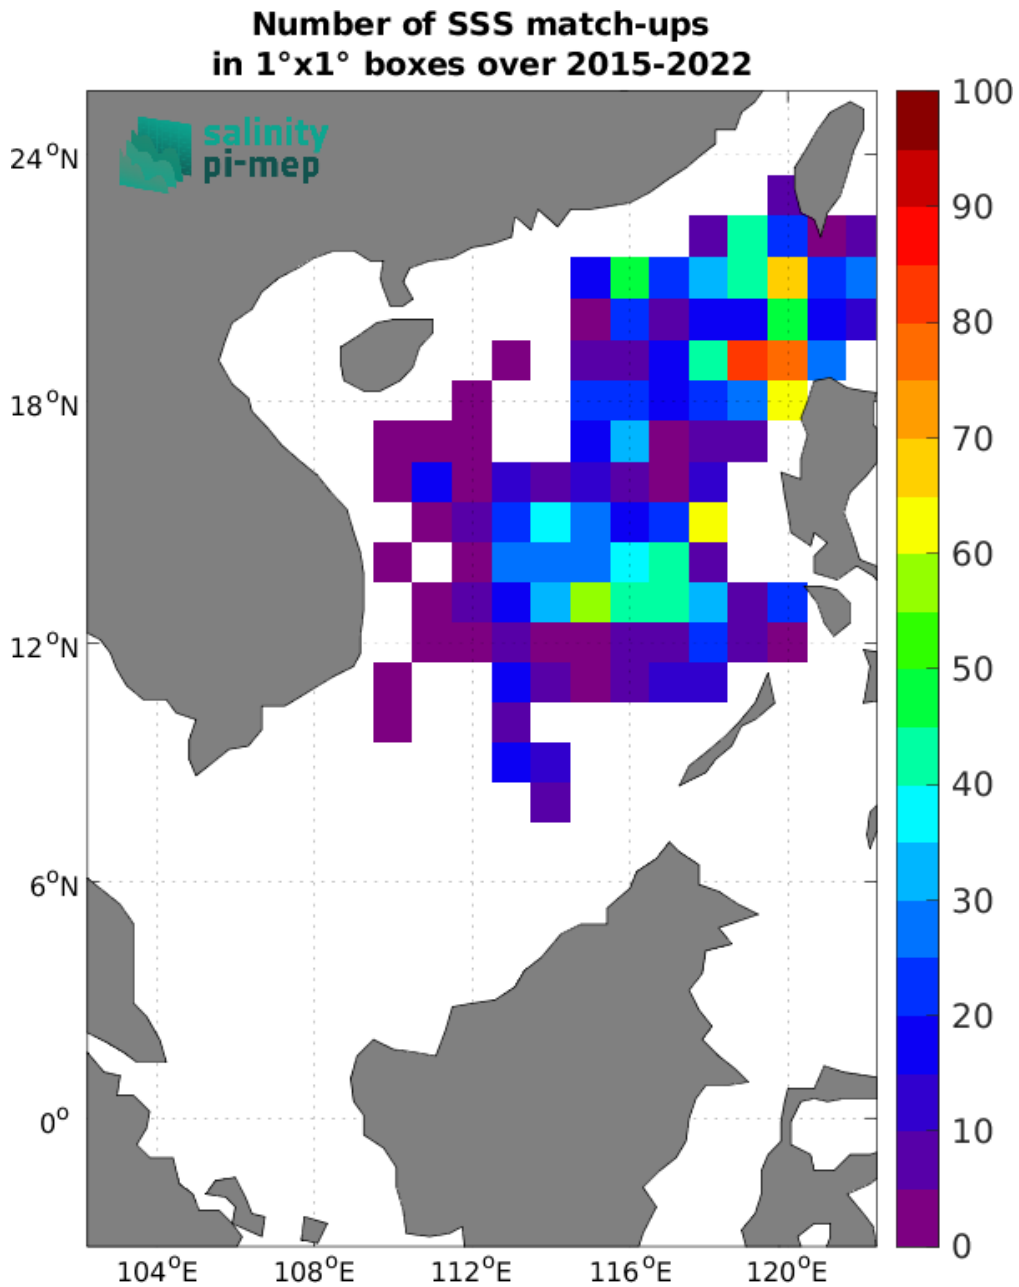 Number of SSS match-ups
in 1°x1° boxes over 2015-2022
salinity
pi-mep
24°N
18°N
12°N
6°N
0°
104°E 108°E 112°E 116°E 120°E
100
90
80
70
60
50
40
30
20
10
0